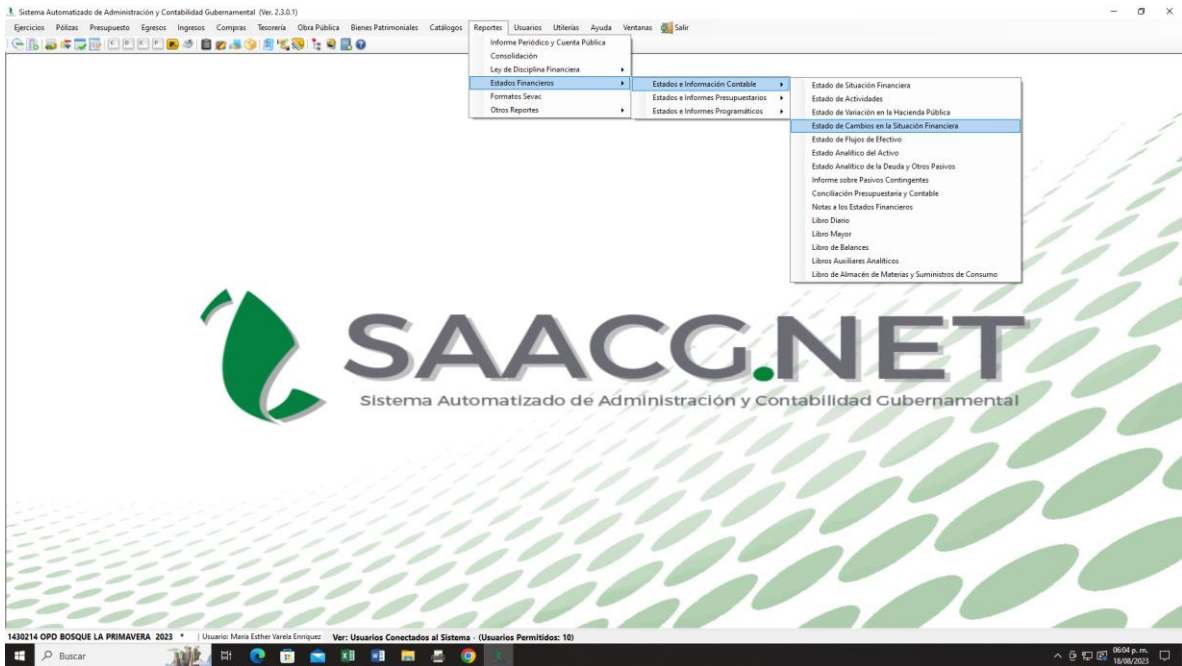 Sistema Automatizado de Administración y Contabilidad Gubernamental (Ver. 2.3.0.1)
Ejercicios Pólizas Presupuesto Egresos Ingresos Compras Tesorería Obra Pública Bienes Patrimoniales Catálogos Reportes Usuarios Utilerías Ayuda Ventanas Salir
Informe Periódico y Cuenta Pública
Consolidación
Ley de Disciplina Financiera
Estados Financieros
Formatos Sevac
Otros Reportes
Estados e Información Contable
Estados e Informes Presupuestarios
Estados e Informes Programáticos
Estado de Situación Financiera
Estado de Actividades
Estado de Variación en la Hacienda Pública
Estado de Cambios en la Situación Financiera
Estado de Flujos de Efectivo
Estado Analítico del Activo
Estado Analítico de la Deuda y Otros Pasivos
Informe sobre Pasivos Contingentes
Conciliación Presupuestaria y Contable
Notas a los Estados Financieros
Libro Diario
Libro Mayor
Libro de Balances
Libros Auxiliares Analíticos
Libro de Almacén de Materias y Suministros de Consumo
SAACG.NET
Sistema Automatizado de Administración y Contabilidad Gubernamental
1430214 OPD BOSQUE LA PRIMAVERA 2023 * | Usuario: María Esther Varela Enríquez Ver: Usuarios Conectados al Sistema - (Usuarios Permitidos: 10)
Buscar
06:04 p. m.
18/08/2023